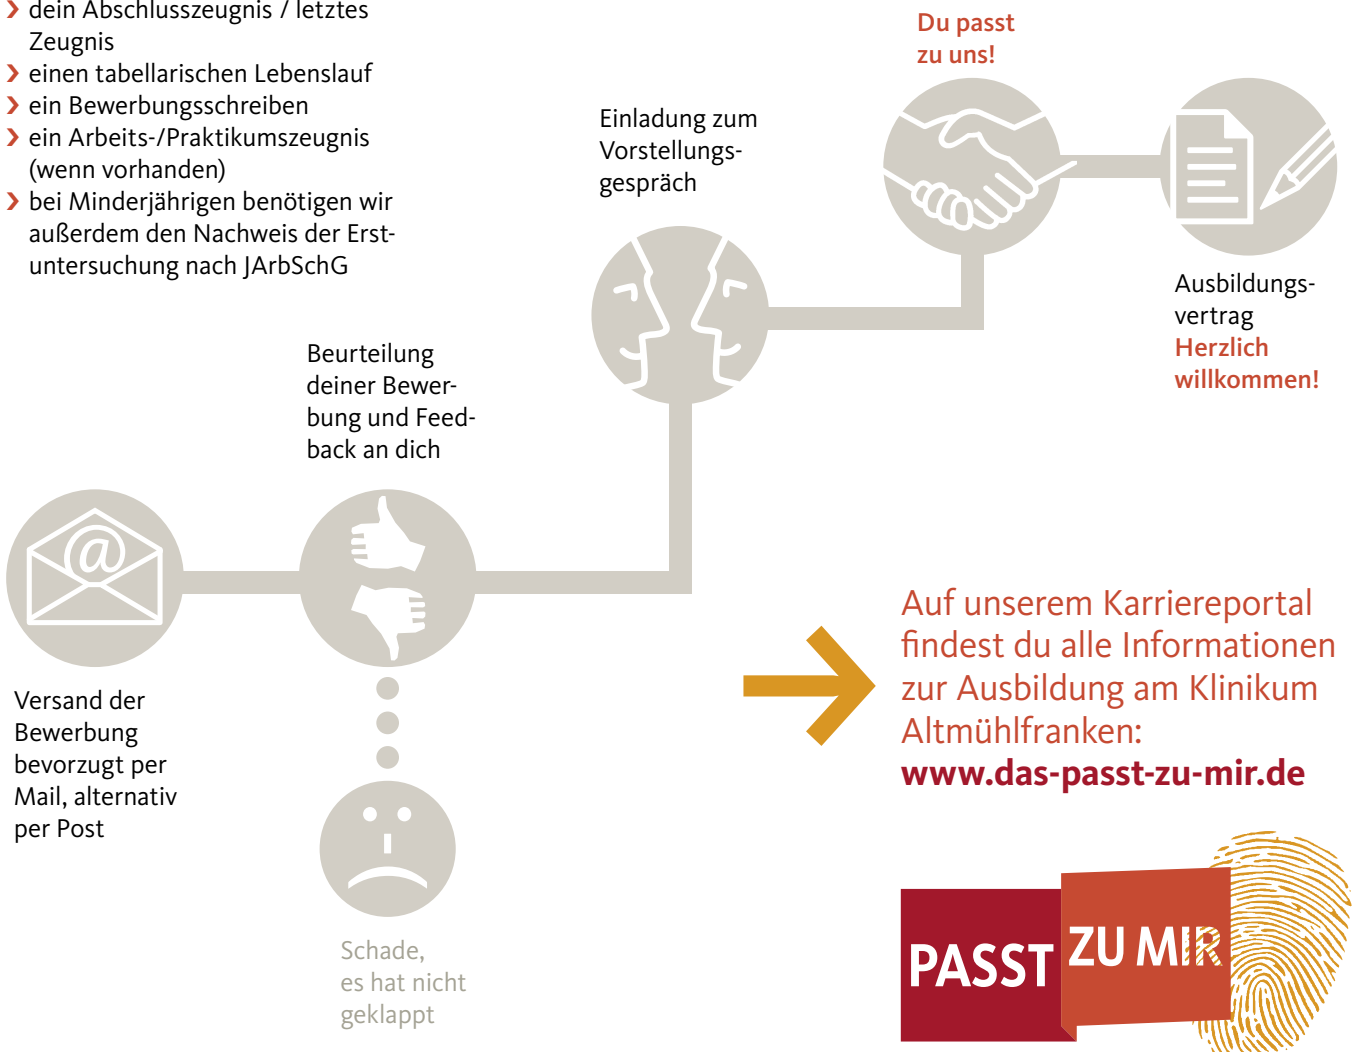 › dein Abschlusszeugnis / letztes
Zeugnis
› einen tabellarischen Lebenslauf
› ein Bewerbungsschreiben
› ein Arbeits-/Praktikumszeugnis
(wenn vorhanden)
› bei Minderjährigen benötigen wir
außerdem den Nachweis der Erst-
untersuchung nach JArbSchG
Versand der
Bewerbung
bevorzugt per
Mail, alternativ
per Post
@
Beurteilung
deiner Bewer-
bung und Feed-
back an dich
Schade,
es hat nicht
geklappt
Einladung zum
Vorstellungs-
gespräch
Du passt
zu uns!
Ausbildungs-
vertrag
Herzlich
willkommen!
Auf unserem Karriereportal
findest du alle Informationen
zur Ausbildung am Klinikum
Altmühlfranken:
www.das-passt-zu-mir.de
PASST
ZU MIR